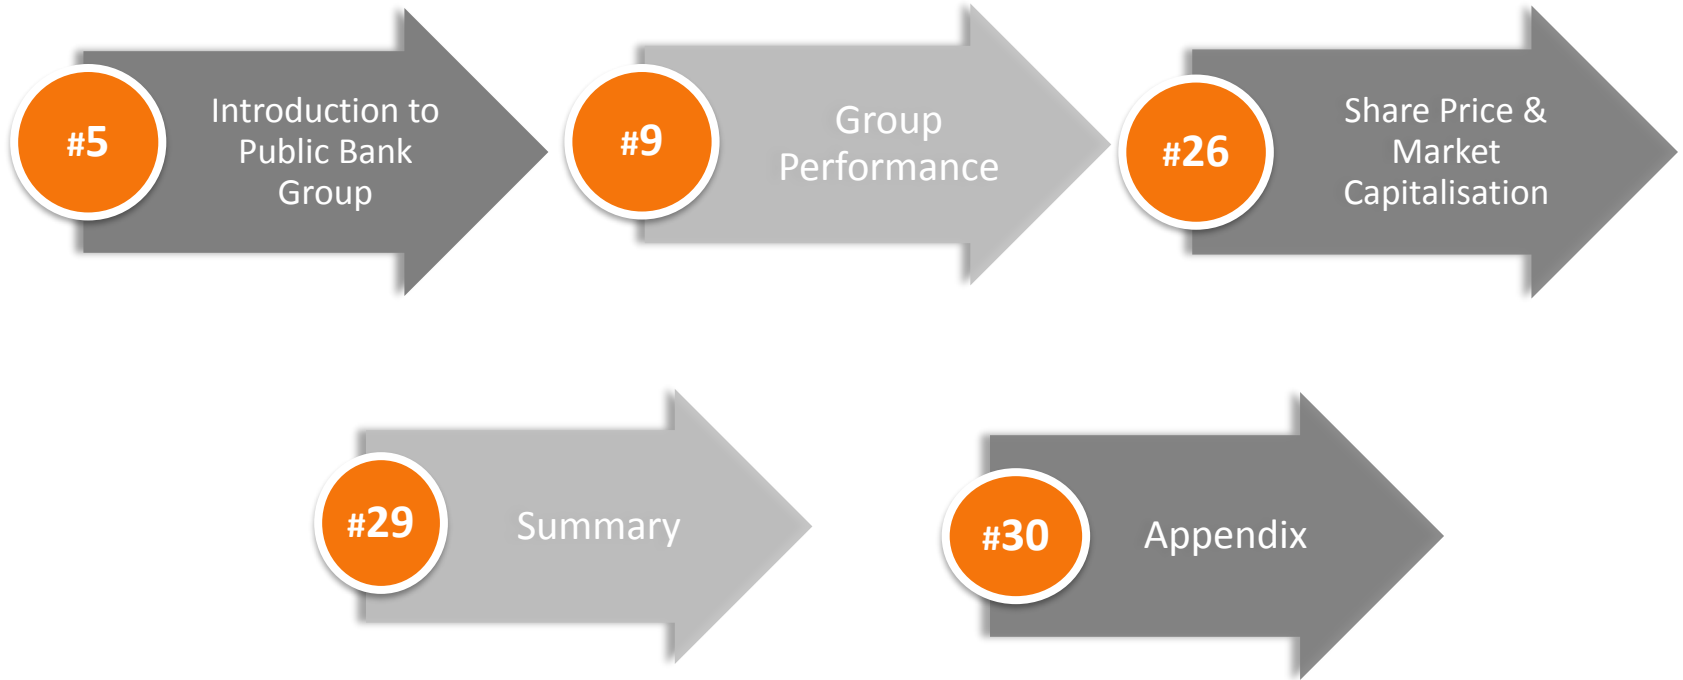 #5
Introduction to
Public Bank
Group
#9
Group
Performance
#26
Share Price &
Market
Capitalisation
#29
Summary
#30
Appendix